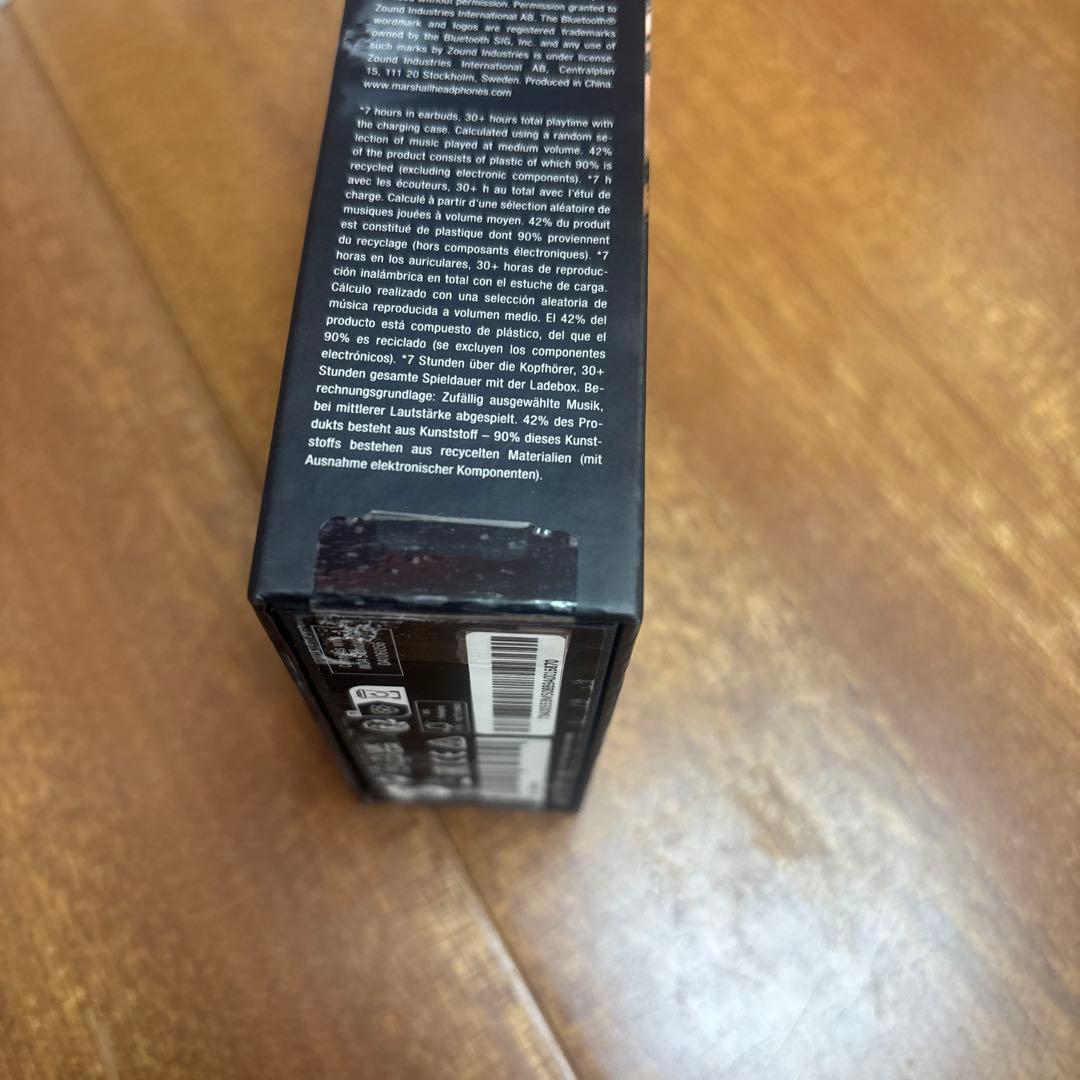 without permission. Permission granted to
Zound Industries International AB. The Bluetooth®
wordmark and logos are registered trademarks
owned by the Bluetooth SIG, Inc. and any use of
such marks by Zound Industries is under license.
Zound Industries International AB, Centralplan
15, 111 20 Stockholm, Sweden. Produced in China.
www.marshallheadphones.com
*7 hours in earbuds, 30+ hours total playtime with
the charging case. Calculated using a random se-
lection of music played at medium volume. 42%
of the product consists of plastic of which 90% is
recycled (excluding electronic components). *7 h
avec les écouteurs, 30+ h au total avec l'étui de
charge. Calculé à partir d'une sélection aléatoire de
musiques jouées à volume moyen. 42% du produit
est constitué de plastique dont 90% proviennent
du recyclage (hors composants électroniques). *7
horas en los auriculares, 30+ horas de reproduc-
ción inalámbrica en total con el estuche de carga.
Cálculo realizado con una selección aleatoria de
música reproducida a volumen medio. El 42% del
producto está compuesto de plástico, del que el
90% es reciclado (se excluyen los componentes
electrónicos). *7 Stunden über die Kopfhörer, 30+
Stunden gesamte Spieldauer mit der Ladebox. Be-
rechnungsgrundlage: Zufällig ausgewählte Musik,
bei mittlerer Lautstärke abgespielt. 42% des Pro-
dukts besteht aus Kunststoff – 90% dieses Kunst-
stoffs bestehen aus recycelten Materialien (mit
Ausnahme elektronischer Komponenten).